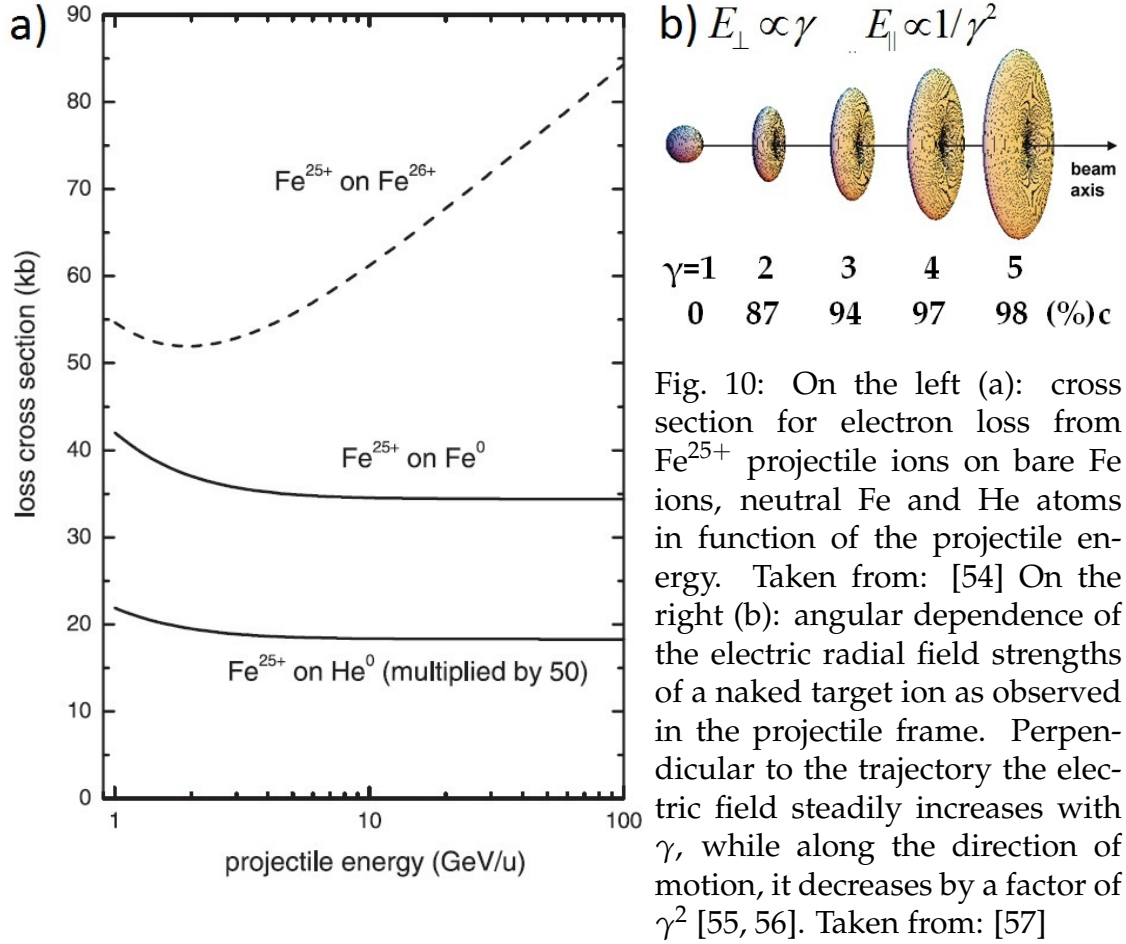 a)
90
80
70
60
50
40
30
20
10
0
loss cross section (kb)
Fe²⁵⁺ on Fe²⁶⁺
Fe²⁵⁺ on Fe⁰
Fe²⁵⁺ on He⁰ (multiplied by 50)
1 10 100
projectile energy (GeV/u)
b) E⊥ ∝ γ E∥ ∝ 1/γ²
beam
axis
γ=1 2 3 4 5
0 87 94 97 98 (%) c
Fig. 10: On the left (a): cross
section for electron loss from
Fe²⁵⁺ projectile ions on bare Fe
ions, neutral Fe and He atoms
in function of the projectile en-
ergy. Taken from: [54] On the
right (b): angular dependence of
the electric radial field strengths
of a naked target ion as observed
in the projectile frame. Perpen-
dicular to the trajectory the elec-
tric field steadily increases with
γ, while along the direction of
motion, it decreases by a factor of
γ² [55, 56]. Taken from: [57]